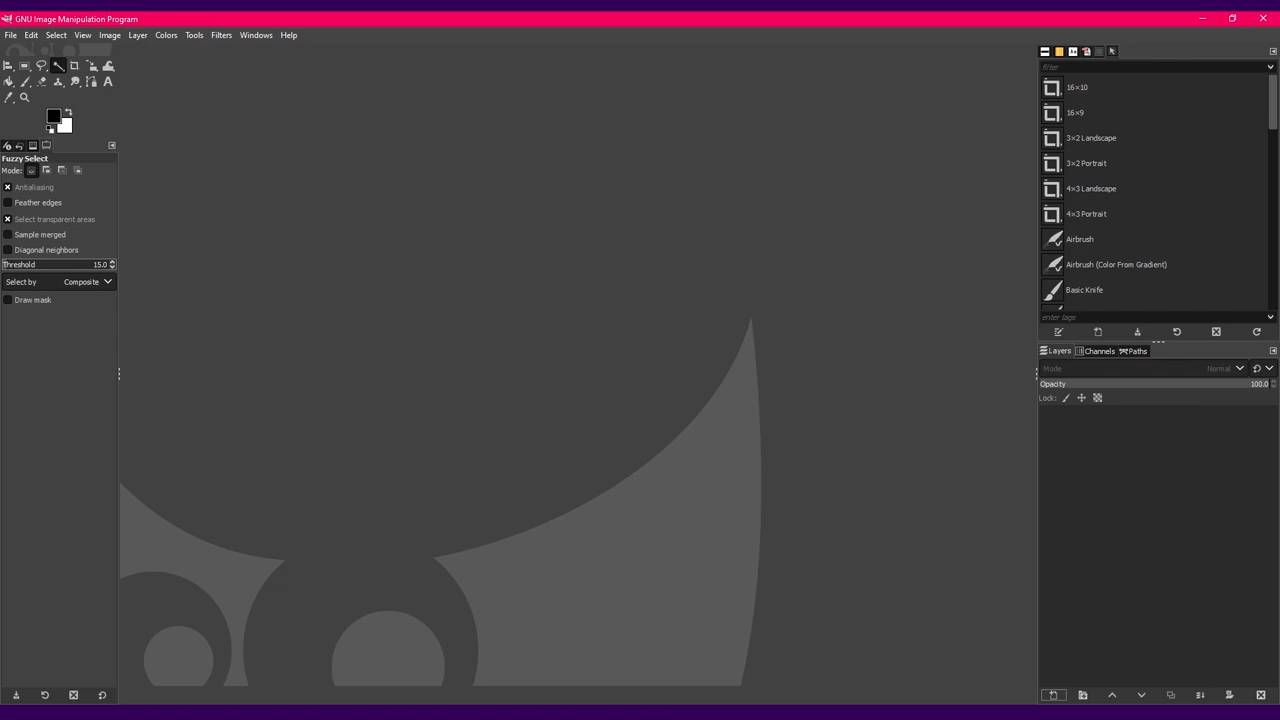 GNU Image Manipulation Program
File Edit Select View Image Layer Colors Tools Filters Windows Help
filter
16×10
16×9
3×2 Landscape
3×2 Portrait
4×3 Landscape
4×3 Portrait
Airbrush
Airbrush (Color From Gradient)
Basic Knife
enter tags
Fuzzy Select
Mode:
Antialiasing
Feather edges
Select transparent areas
Sample merged
Diagonal neighbors
Threshold 15.0
Select by Composite
Draw mask
Layers Channels Paths
Mode Normal
Opacity 100.0
Lock: